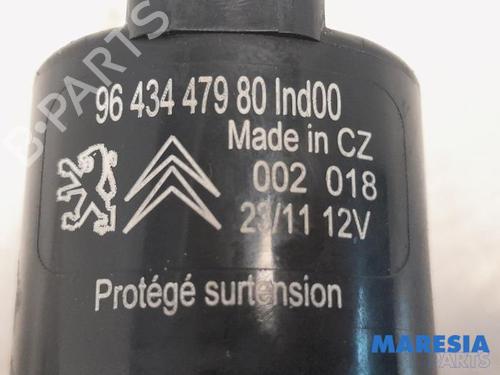 96 434 479 80 Ind00
Made in CZ
002 018
23/11 12V
Protégé surtension
B-PARTS
MARESIA
PARTS